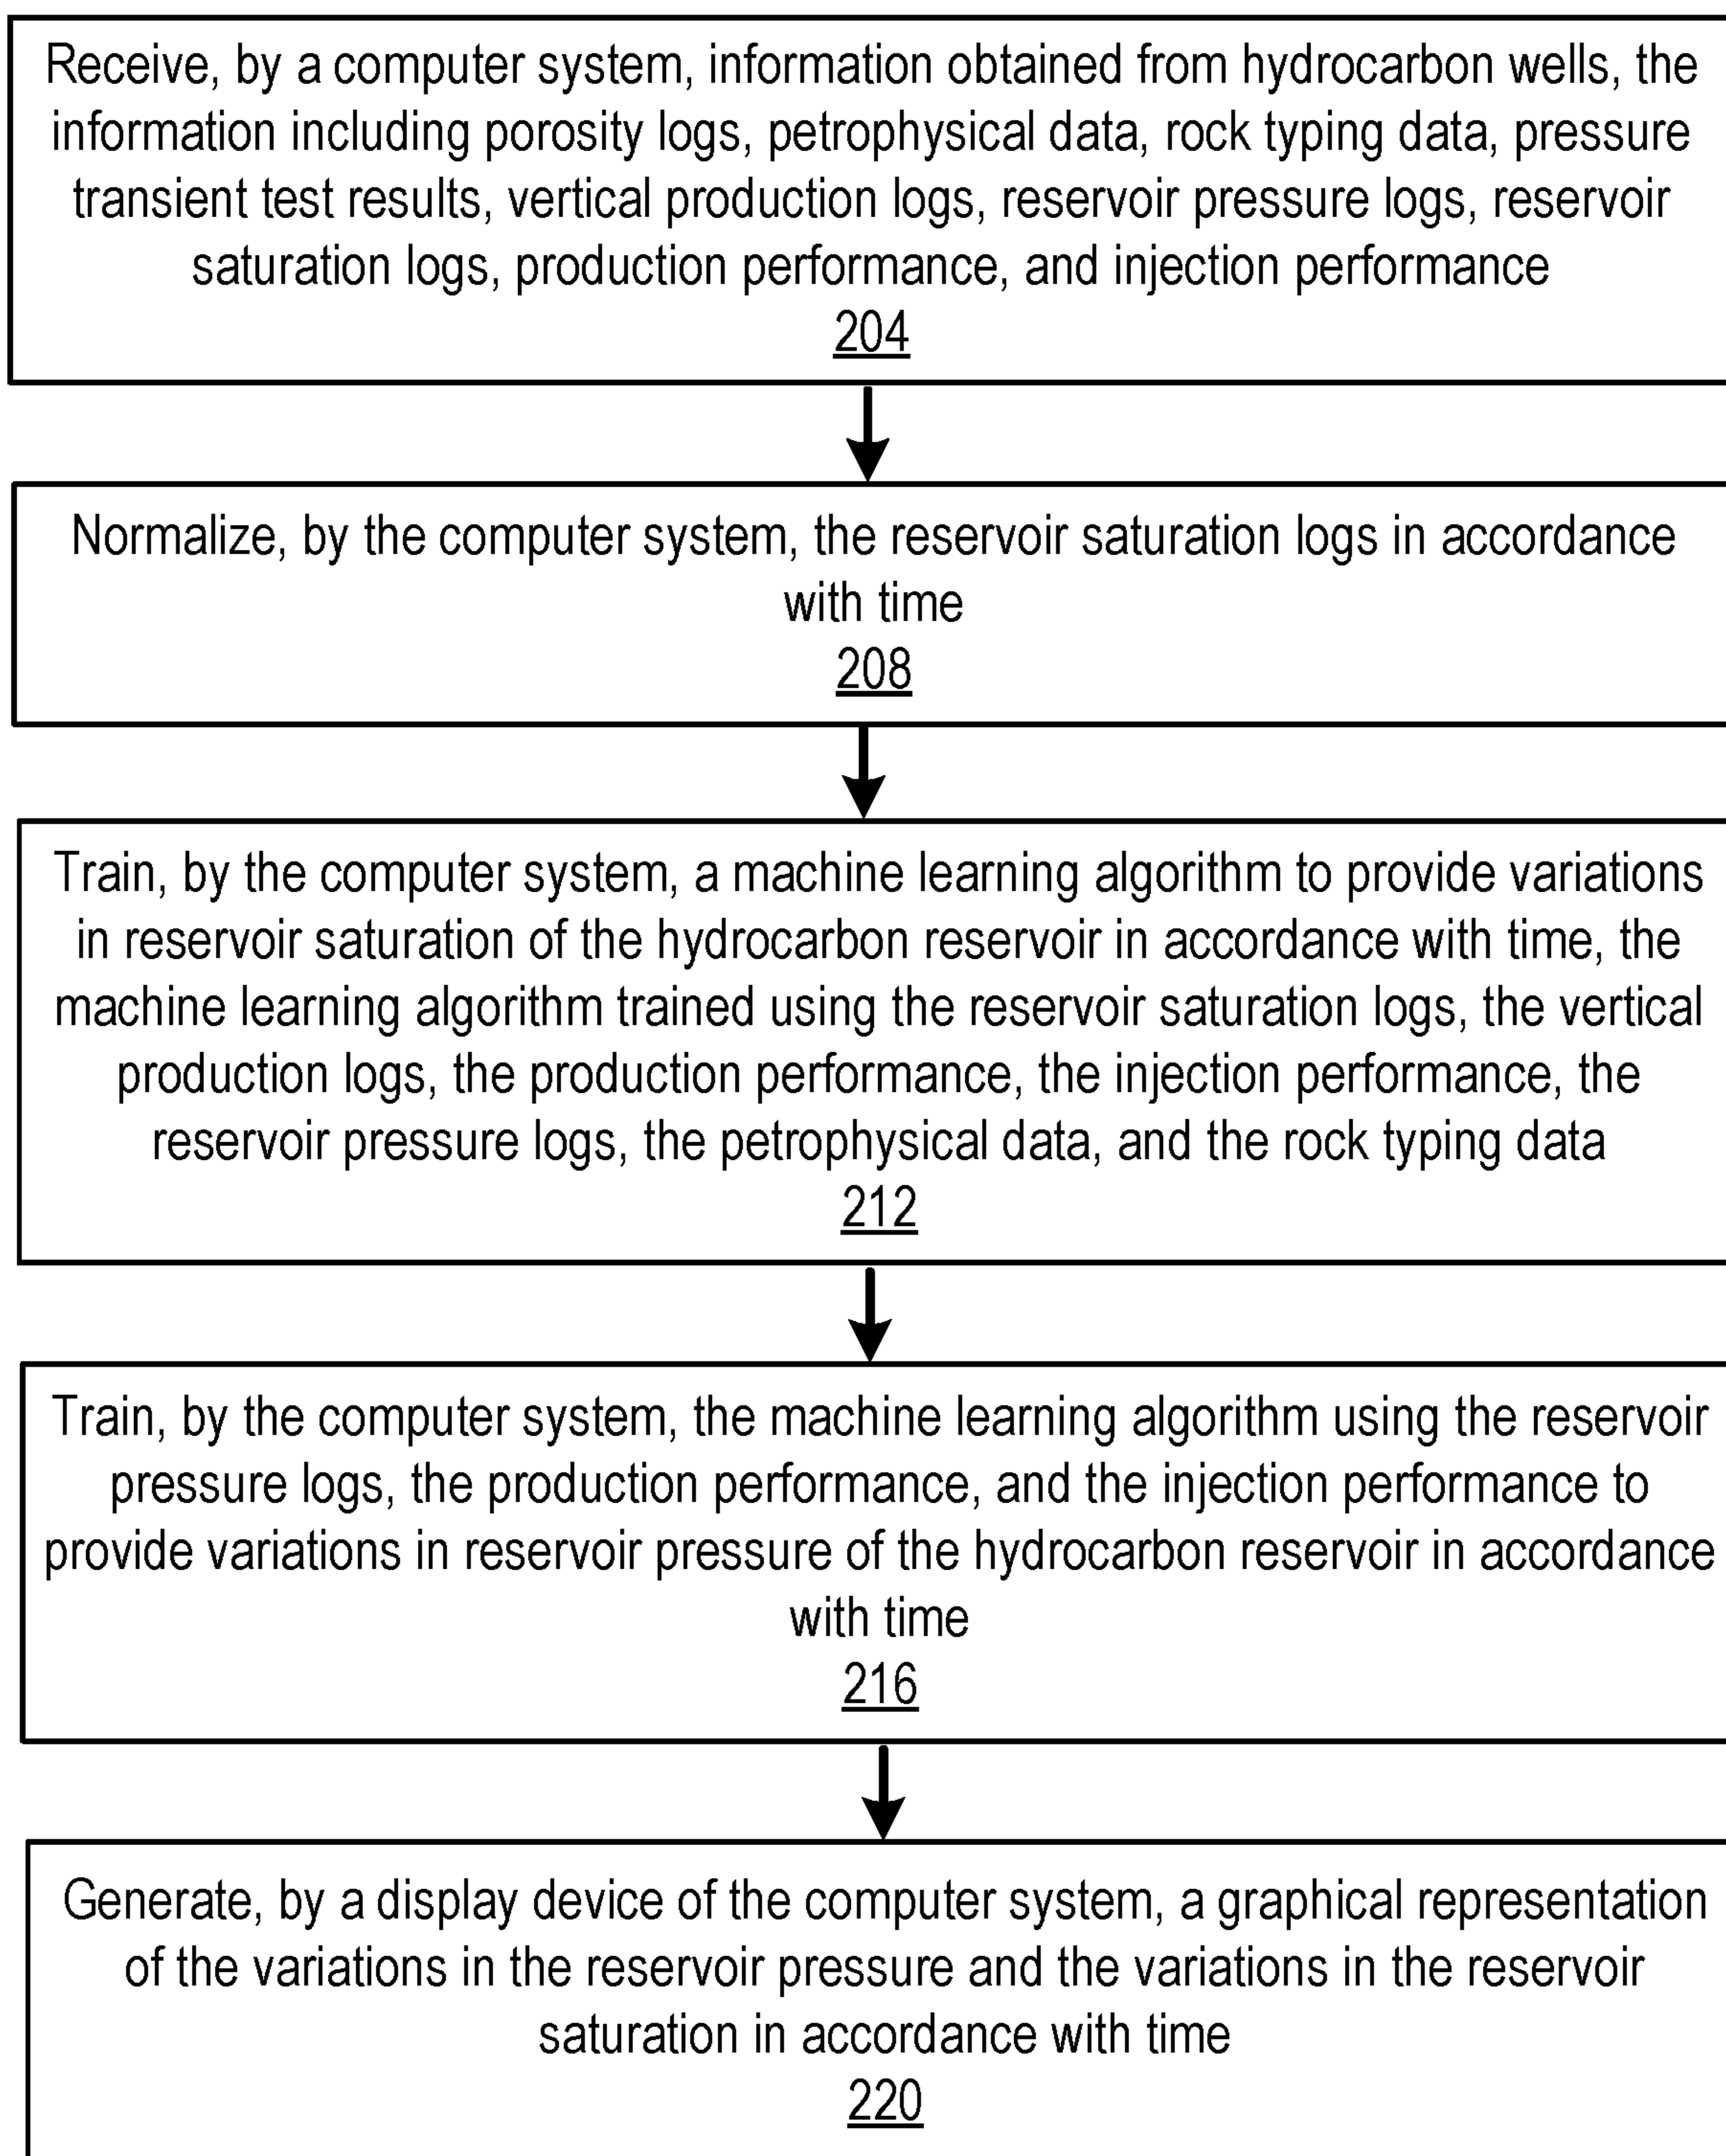 Receive, by a computer system, information obtained from hydrocarbon wells, the
information including porosity logs, petrophysical data, rock typing data, pressure
transient test results, vertical production logs, reservoir pressure logs, reservoir
saturation logs, production performance, and injection performance
204
Normalize, by the computer system, the reservoir saturation logs in accordance
with time
208
Train, by the computer system, a machine learning algorithm to provide variations
in reservoir saturation of the hydrocarbon reservoir in accordance with time, the
machine learning algorithm trained using the reservoir saturation logs, the vertical
production logs, the production performance, the injection performance, the
reservoir pressure logs, the petrophysical data, and the rock typing data
212
Train, by the computer system, the machine learning algorithm using the reservoir
pressure logs, the production performance, and the injection performance to
provide variations in reservoir pressure of the hydrocarbon reservoir in accordance
with time
216
Generate, by a display device of the computer system, a graphical representation
of the variations in the reservoir pressure and the variations in the reservoir
saturation in accordance with time
220